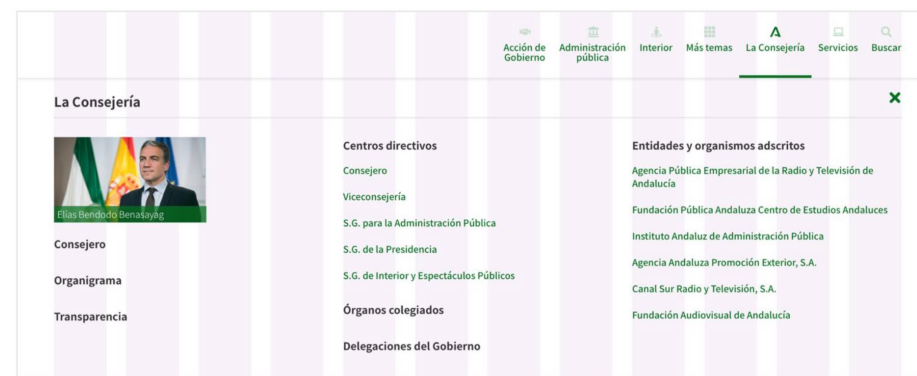 Acción de
Gobierno
Administración
pública
Interior
Más temas
La Consejería
Servicios
Buscar
La Consejería
Elías Bendodo Benasayag
Consejero
Organigrama
Transparencia
Centros directivos
Consejero
Viceconsejería
S.G. para la Administración Pública
S.G. de la Presidencia
S.G. de Interior y Espectáculos Públicos
Órganos colegiados
Delegaciones del Gobierno
Entidades y organismos adscritos
Agencia Pública Empresarial de la Radio y Televisión de
Andalucía
Fundación Pública Andaluza Centro de Estudios Andaluces
Instituto Andaluz de Administración Pública
Agencia Andaluza Promoción Exterior, S.A.
Canal Sur Radio y Televisión, S.A.
Fundación Audiovisual de Andalucía